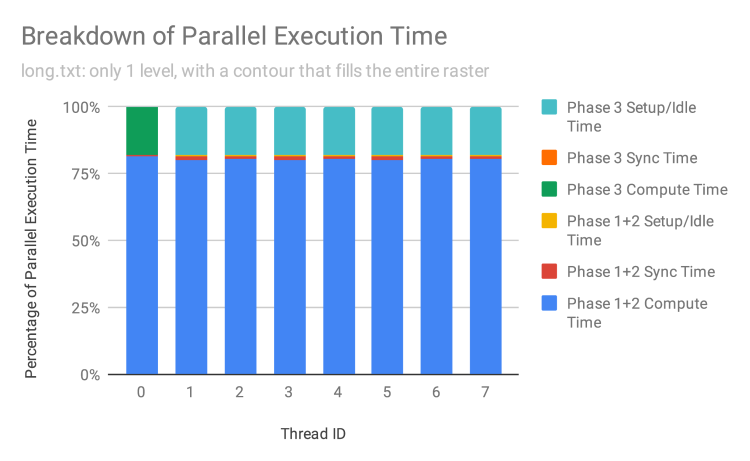 Breakdown of Parallel Execution Time
long.txt: only 1 level, with a contour that fills the entire raster
Percentage of Parallel Execution Time
100%
75%
50%
25%
0%
0 1 2 3 4 5 6 7
Thread ID
Phase 3 Setup/Idle
Time
Phase 3 Sync Time
Phase 3 Compute Time
Phase 1+2 Setup/Idle
Time
Phase 1+2 Sync Time
Phase 1+2 Compute
Time